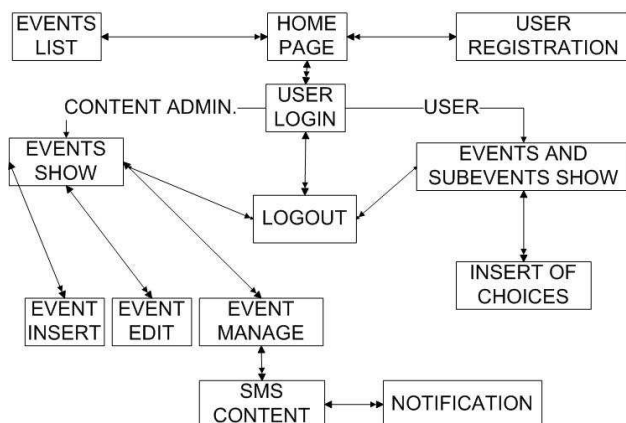 EVENTS
LIST
HOME
PAGE
USER
REGISTRATION
CONTENT ADMIN.
USER
LOGIN
USER
EVENTS
SHOW
EVENTS AND
SUBEVENTS SHOW
LOGOUT
INSERT OF
CHOICES
EVENT
INSERT
EVENT
EDIT
EVENT
MANAGE
SMS
CONTENT
NOTIFICATION